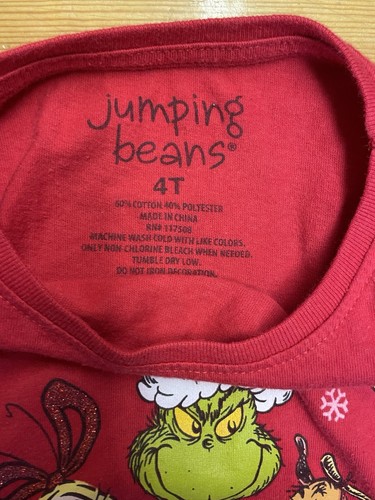 jumping
beans®
4T
60% COTTON 40% POLYESTER
MADE IN CHINA
RN# 137508
MACHINE WASH COLD WITH LIKE COLORS.
ONLY NON-CHLORINE BLEACH WHEN NEEDED.
TUMBLE DRY LOW.
DO NOT IRON DECORATION.